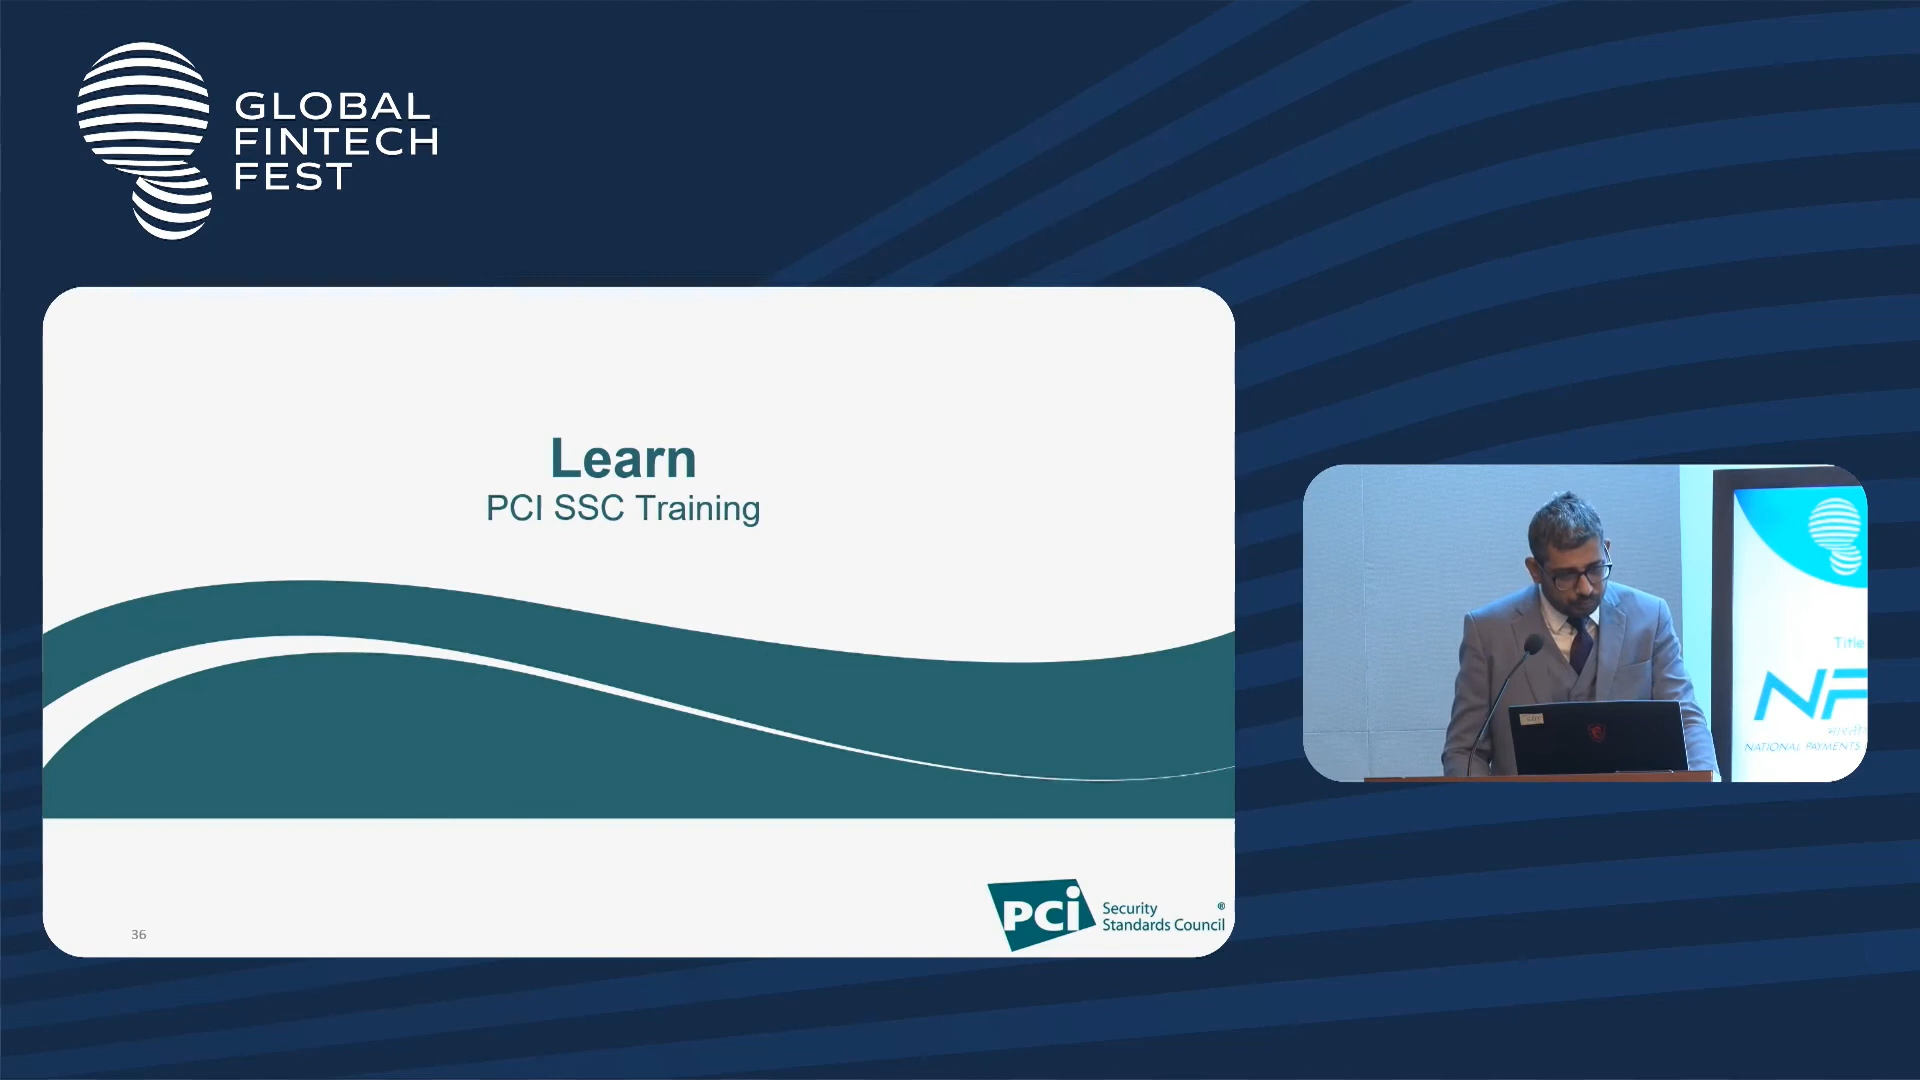 GLOBAL
FINTECH
FEST
Learn
PCI SSC Training
36
PCi Security
Standards Council ®
Title
NATIONAL PAYMENTS